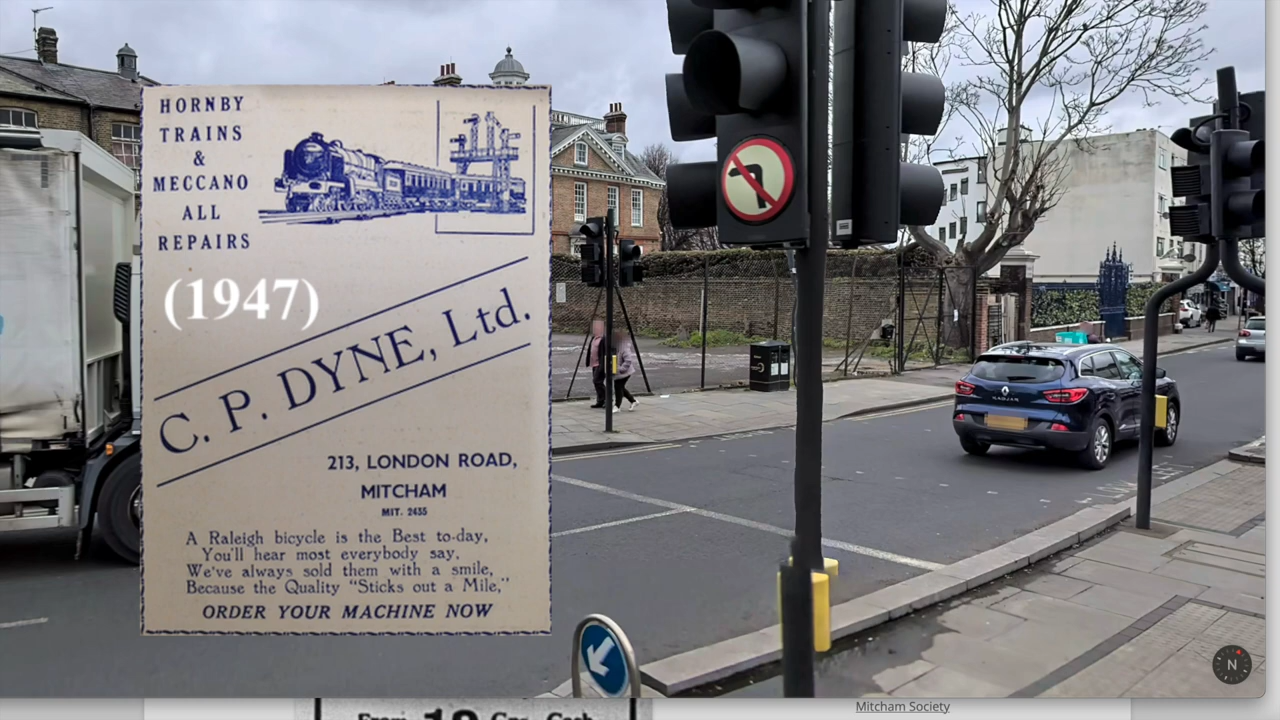 HORNBY
TRAINS
&
MECCANO
ALL
REPAIRS
(1947)
C. P. DYNE, Ltd.
213, LONDON ROAD,
MITCHAM
MIT. 2435
A Raleigh bicycle is the Best to-day,
You'll hear most everybody say,
We've always sold them with a smile,
Because the Quality "Sticks out a Mile,"
ORDER YOUR MACHINE NOW
KADJAR
N
Mitcham Society